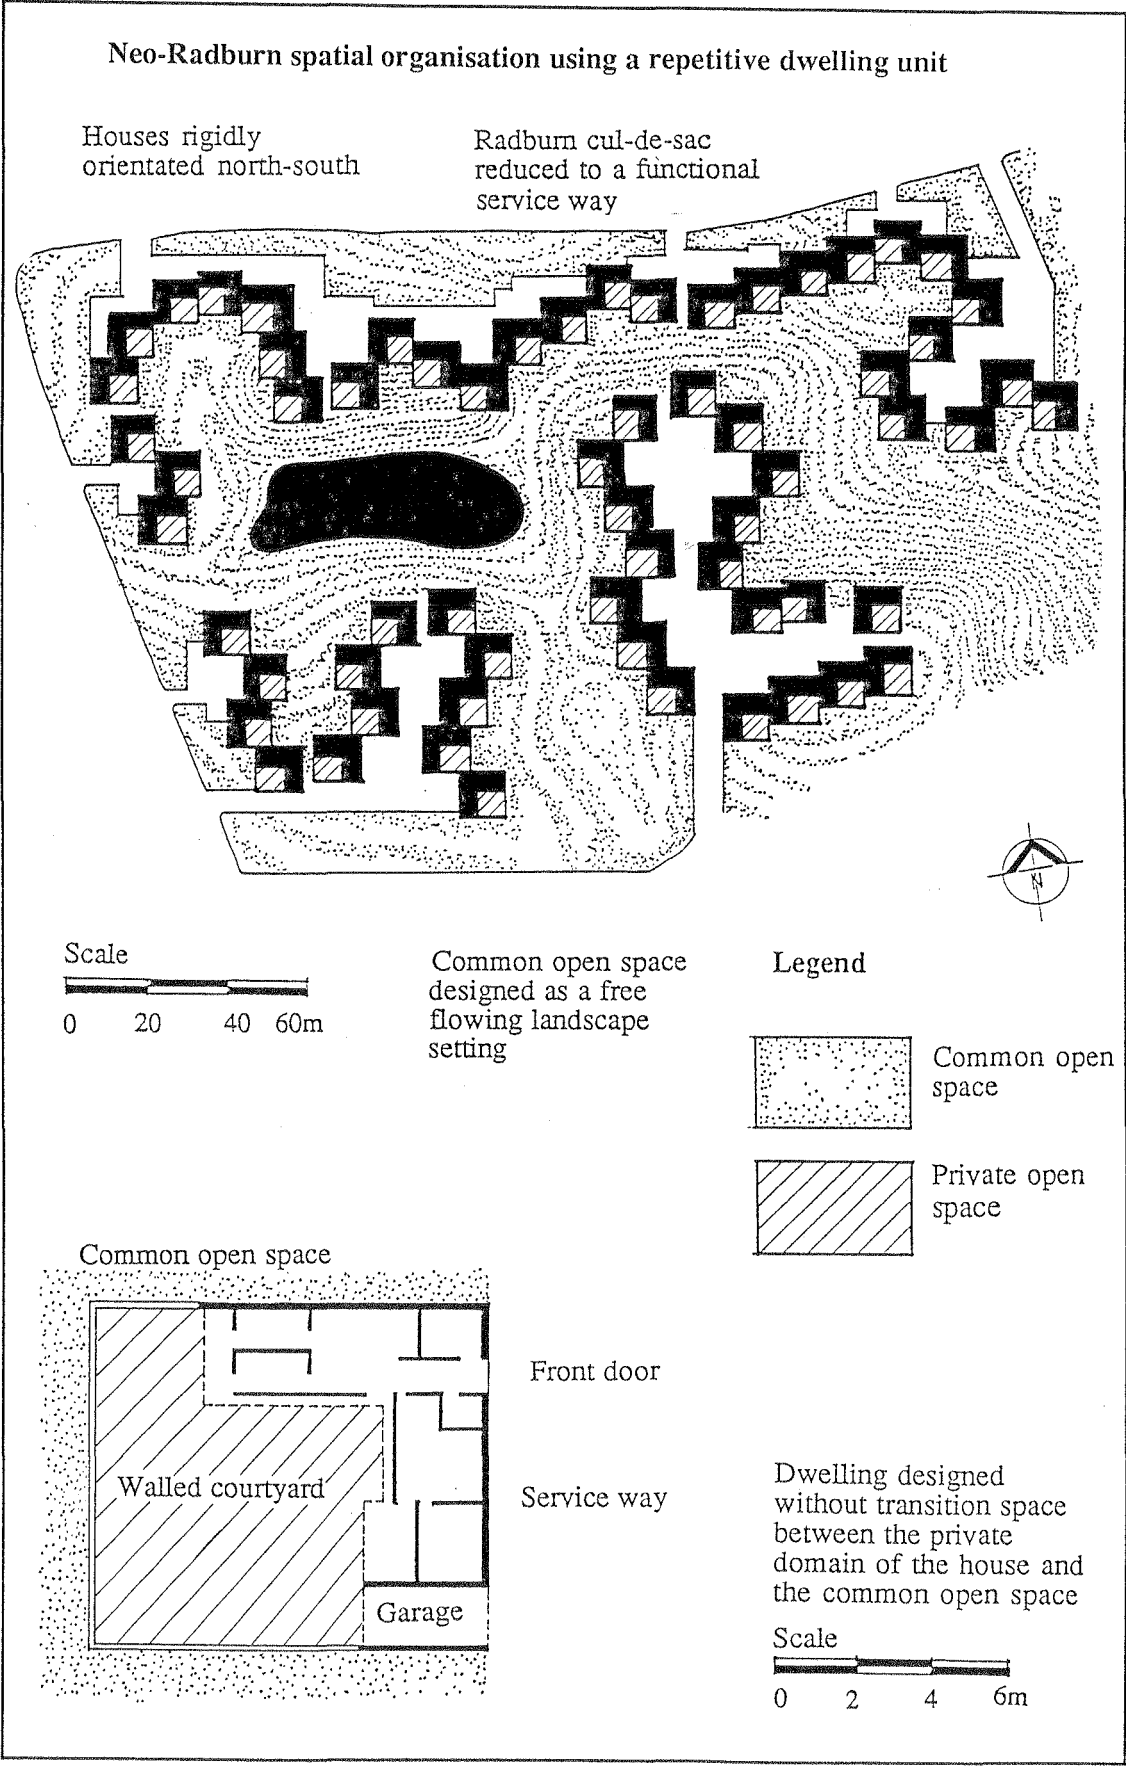 Neo-Radburn spatial organisation using a repetitive dwelling unit
Houses rigidly
orientated north-south
Radburn cul-de-sac
reduced to a functional
service way
N
Scale
0 20 40 60m
Common open space
designed as a free
flowing landscape
setting
Legend
Common open
space
Private open
space
Common open space
Front door
Walled courtyard
Service way
Garage
Dwelling designed
without transition space
between the private
domain of the house and
the common open space
Scale
0 2 4 6m